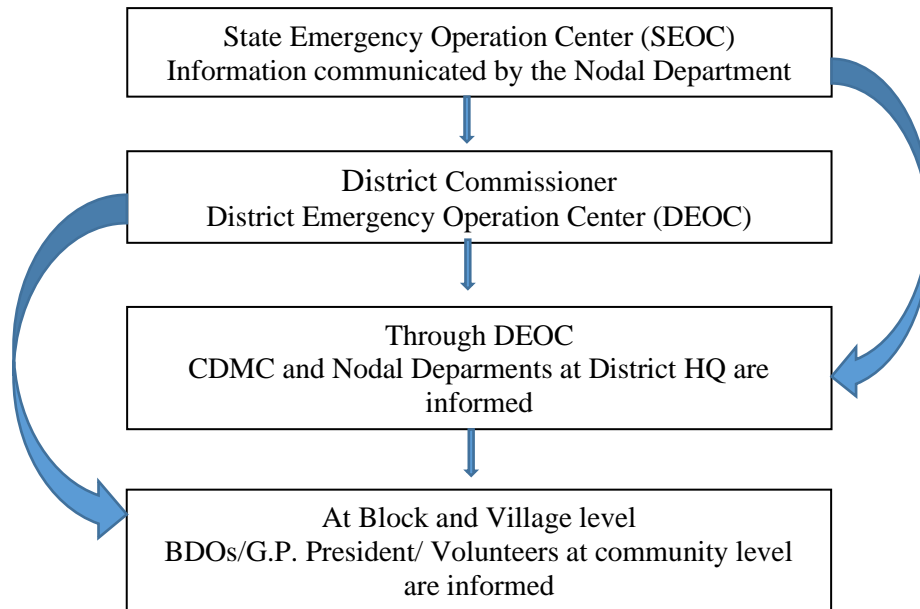 State Emergency Operation Center (SEOC)
Information communicated by the Nodal Department
District Commissioner
District Emergency Operation Center (DEOC)
Through DEOC
CDMC and Nodal Deparments at District HQ are
informed
At Block and Village level
BDOs/G.P. President/ Volunteers at community level
are informed